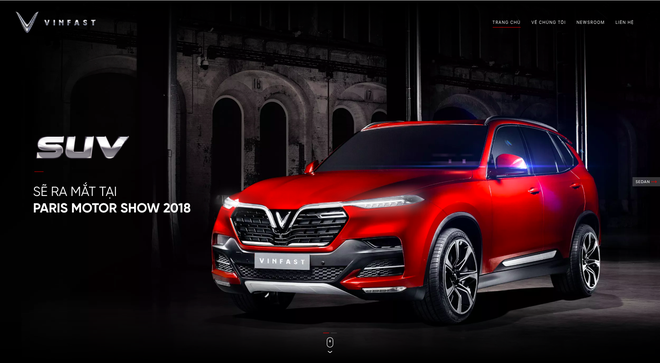 VINFAST
TRANG CHỦ
VỀ CHÚNG TÔI
NEWSROOM
LIÊN HỆ
SUV
SẼ RA MẮT TẠI
PARIS MOTOR SHOW 2018
SEDAN
VINFAST